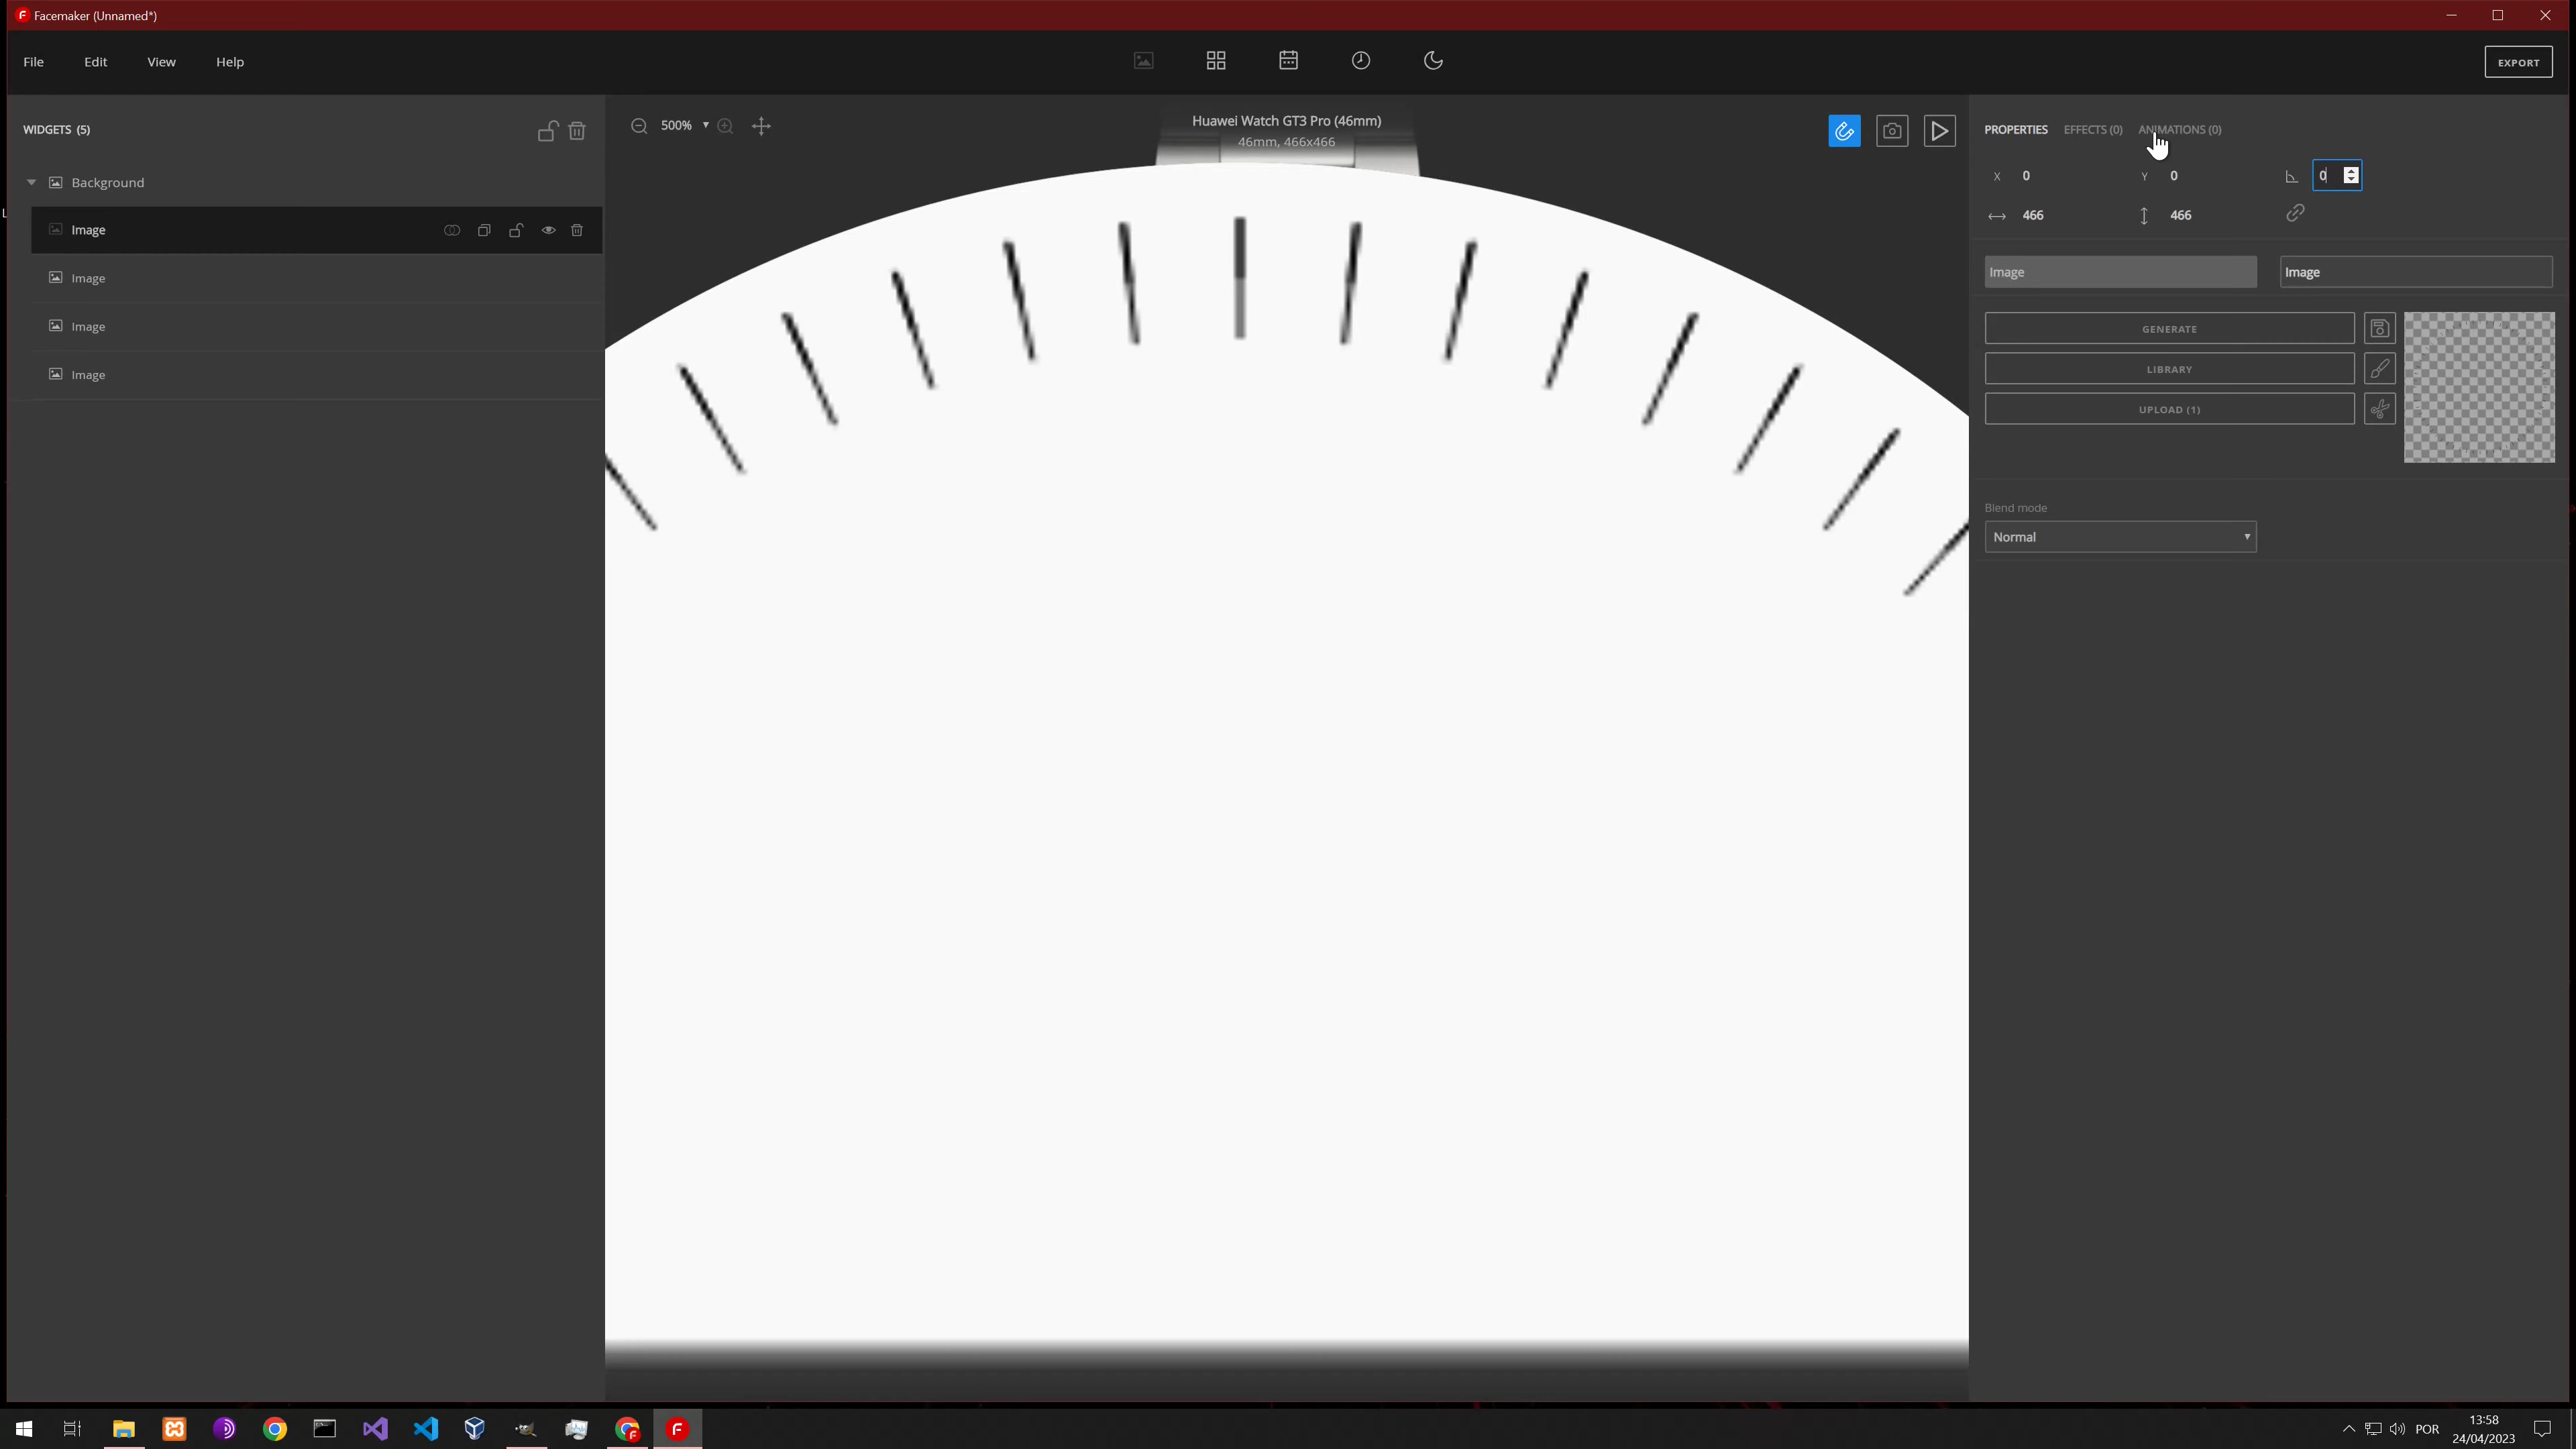 Facemaker (Unnamed*)
File Edit View Help
EXPORT
WIDGETS (5)
Background
Image
Image
Image
Image
500%
Huawei Watch GT3 Pro (46mm)
46mm, 466x466
PROPERTIES EFFECTS (0) ANIMATIONS (0)
X 0 Y 0 0
466 466
Image Image
GENERATE
LIBRARY
UPLOAD (1)
Blend mode
Normal
POR
13:58
24/04/2023